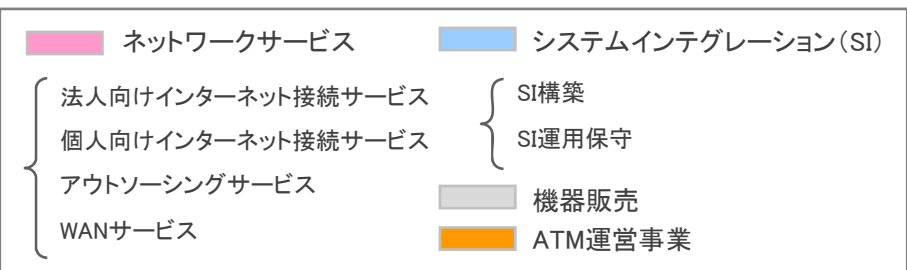 ネットワークサービス
法人向けインターネット接続サービス
個人向けインターネット接続サービス
アウトソーシングサービス
WANサービス
システムインテグレーション（SI）
SI構築
SI運用保守
機器販売
ATM運営事業